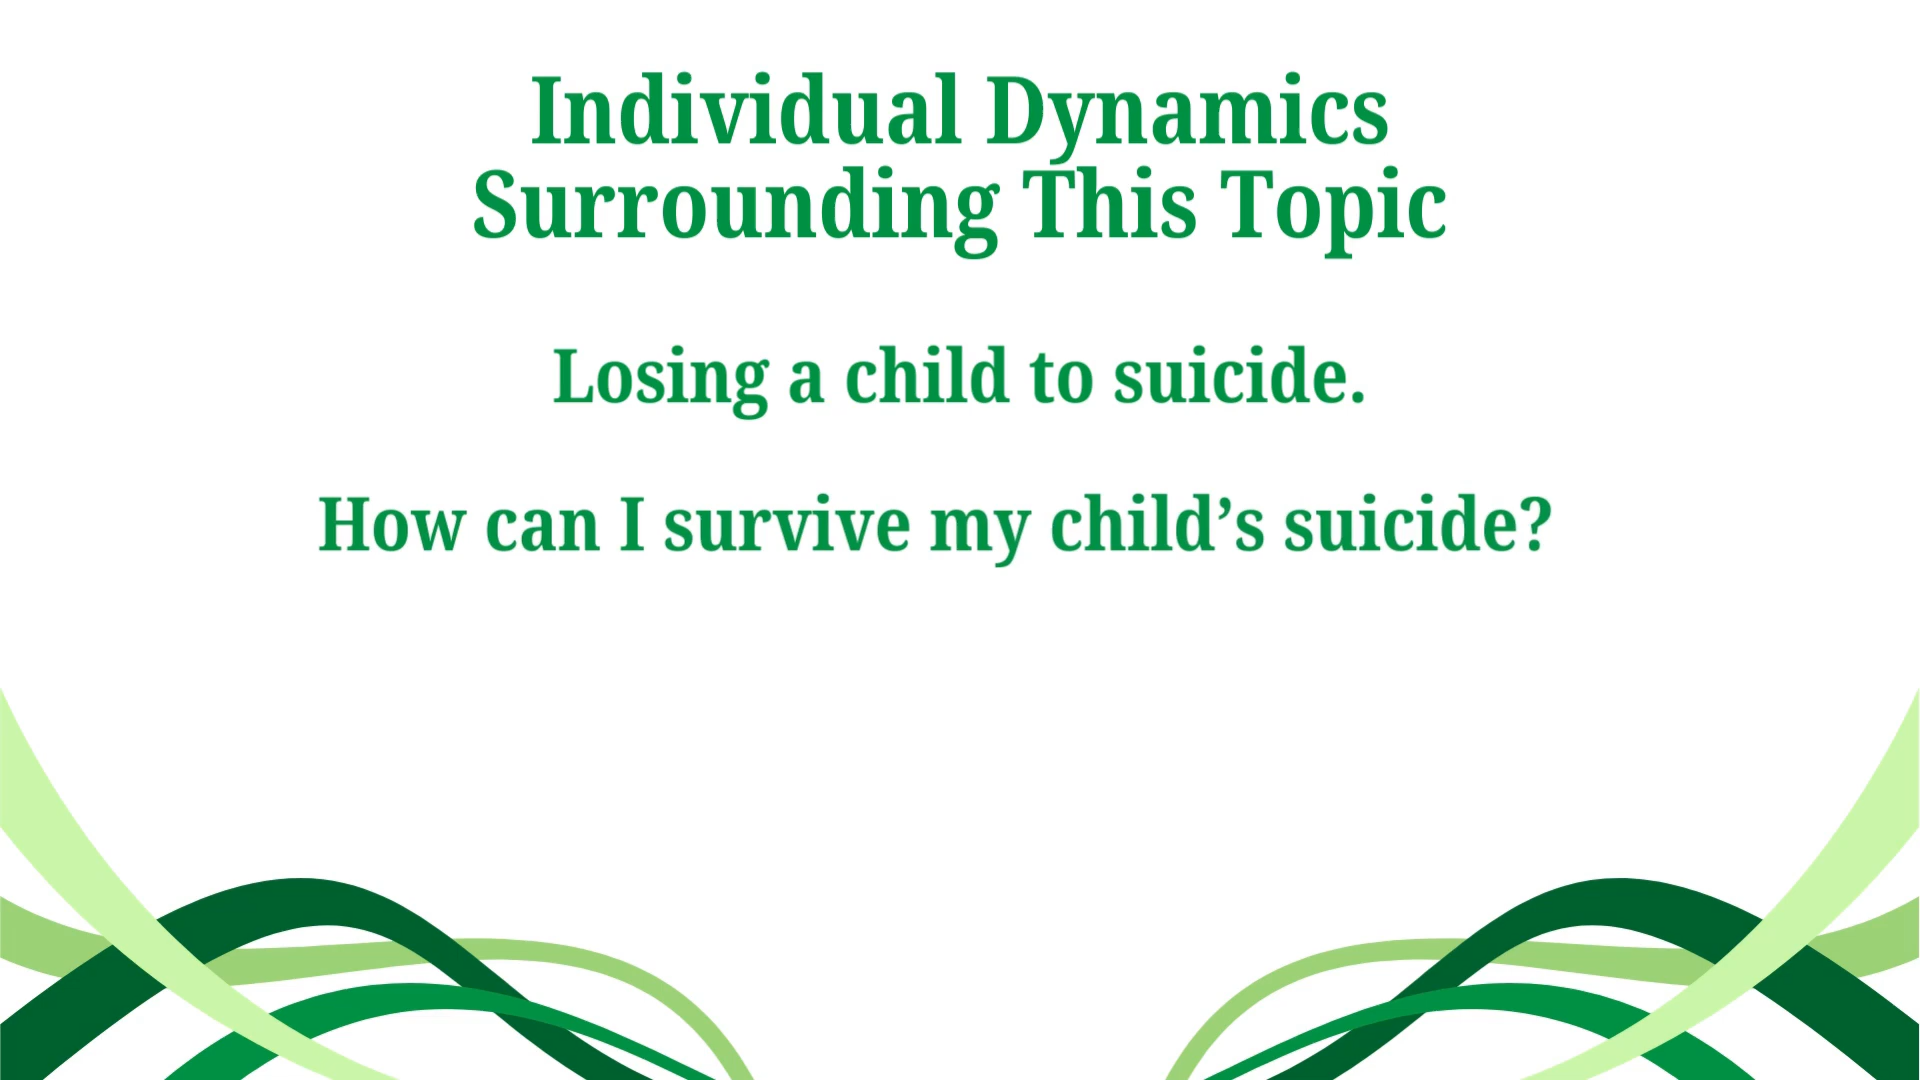 Individual Dynamics
Surrounding This Topic
Losing a child to suicide.
How can I survive my child’s suicide?